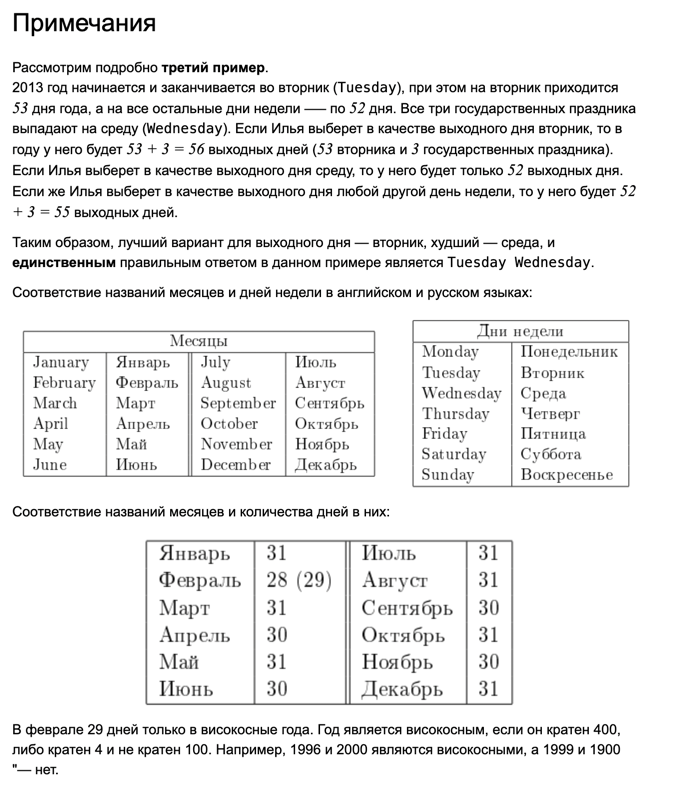 Примечания
Рассмотрим подробно третий пример.
2013 год начинается и заканчивается во вторник (Tuesday), при этом на вторник приходится
53 дня года, а на все остальные дни недели –— по 52 дня. Все три государственных праздника
выпадают на среду (Wednesday). Если Илья выберет в качестве выходного дня вторник, то в
году у него будет 53 + 3 = 56 выходных дней (53 вторника и 3 государственных праздника).
Если Илья выберет в качестве выходного дня среду, то у него будет только 52 выходных дня.
Если же Илья выберет в качестве выходного дня любой другой день недели, то у него будет 52
+ 3 = 55 выходных дней.
Таким образом, лучший вариант для выходного дня — вторник, худший — среда, и
единственным правильным ответом в данном примере является Tuesday Wednesday.
Соответствие названий месяцев и дней недели в английском и русском языках:
Месяцы
January Январь July Июль
February Февраль August Август
March Март September Сентябрь
April Апрель October Октябрь
May Май November Ноябрь
June Июнь December Декабрь
Дни недели
Monday Понедельник
Tuesday Вторник
Wednesday Среда
Thursday Четверг
Friday Пятница
Saturday Суббота
Sunday Воскресенье
Соответствие названий месяцев и количества дней в них:
Январь 31 Июль 31
Февраль 28 (29) Август 31
Март 31 Сентябрь 30
Апрель 30 Октябрь 31
Май 31 Ноябрь 30
Июнь 30 Декабрь 31
В феврале 29 дней только в високосные года. Год является високосным, если он кратен 400,
либо кратен 4 и не кратен 100. Например, 1996 и 2000 являются високосными, а 1999 и 1900
"— нет.